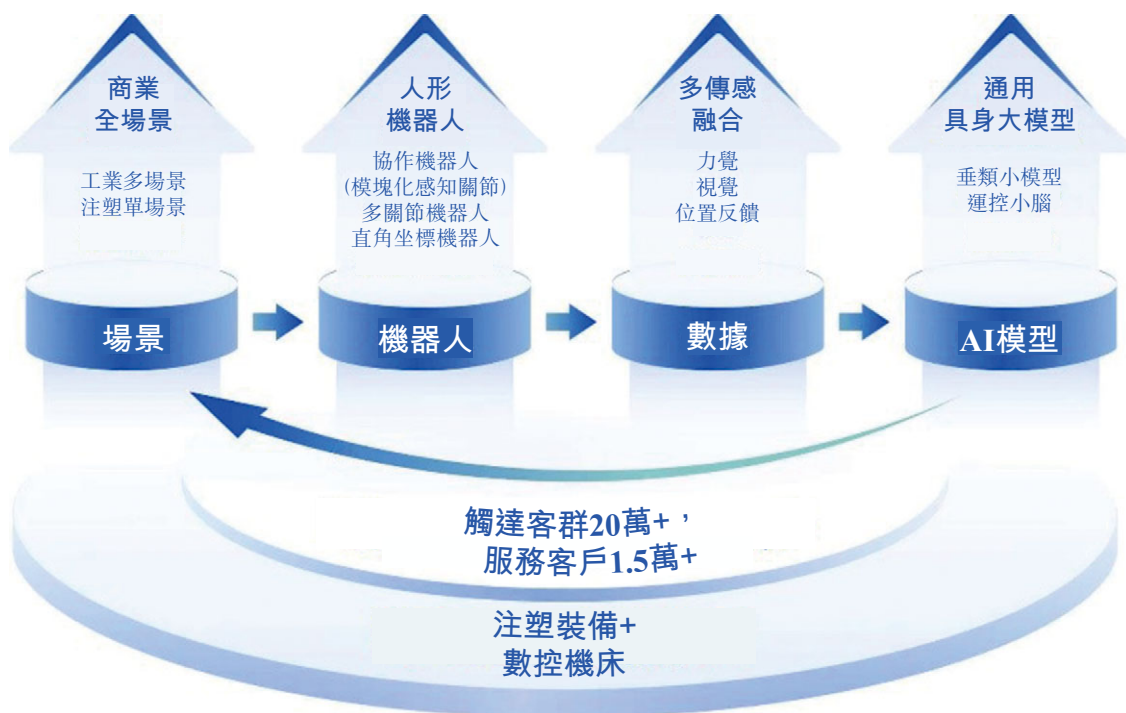 商業
全場景
工業多場景
注塑單場景
場景
人形
機器人
協作機器人
(模塊化感知關節)
多關節機器人
直角坐標機器人
機器人
多傳感
融合
力覺
視覺
位置反饋
數據
通用
具身大模型
垂類小模型
運控小腦
AI模型
觸達客群20萬+，
服務客戶1.5萬+
注塑裝備+
數控機床